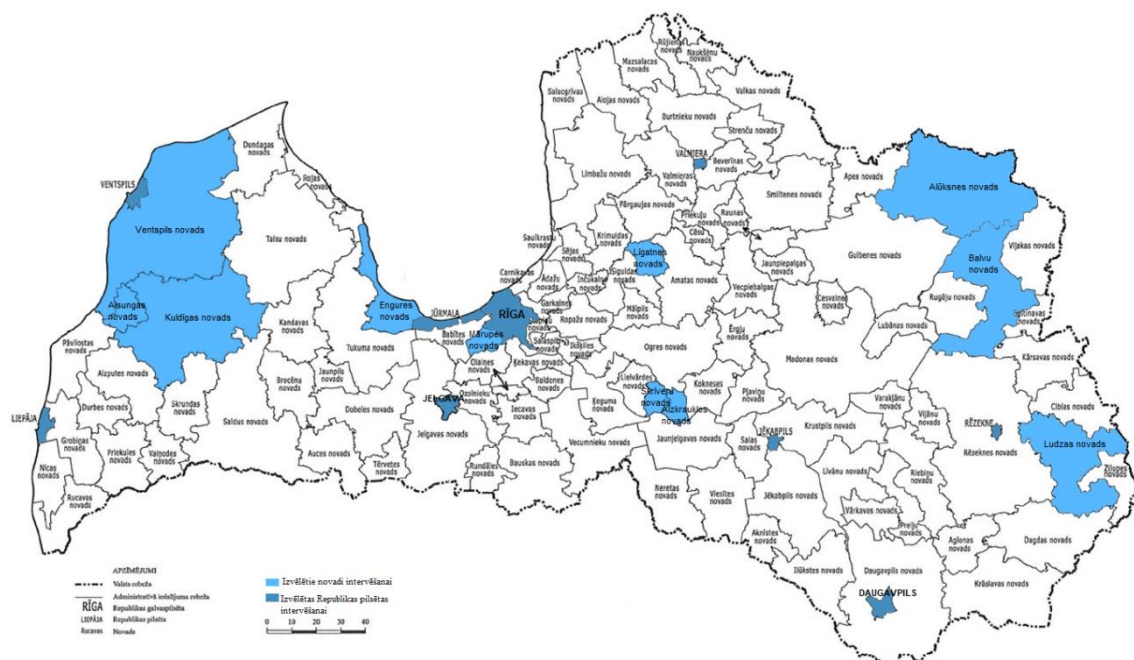 Rūjienas
novads
Naukšēnu
novads
Mazsalacas
novads
Salacgrīvas
novads
Alojas novads
Valkas novads
Burtnieku novads
Strenču novads
Dundagas
novads
VALMIERA
Beverīnas
novads
Apes novads
Alūksnes novads
VENTSPILS
Rojas
novads
Limbažu novads
Valmieras
novads
Smiltenes novads
Pārgaujas novads
Priekuļu
novads
Raunas
novads
Ventspils novads
Talsu novads
Saulkrastu
novads
Krimuldas
novads
Cēsu
novads
Viļakas novads
Sējas
novads
Līgatnes
novads
Gulbenes novads
Balvu
novads
Jaunpiepalgas
novads
Carnikavas
novads
Ādažu
novads
Inčukalna
novads
Siguldas
novads
Amatas novads
Vecpiebalgas
novads
Alsungas
novads
Kuldīgas novads
Engures
novads
JŪRMALA
RĪGA
Garkalnes
novads
Mālpils
novads
Cesvaines
novads
Rugāju
novads
Kandavas
novads
Ropažu novads
Lubānas
novads
Baltinavas
novads
Pāvilostas
novads
Tukuma novads
Babītes
novads
Mārupes
novads
Salaspils
novads
Ikšķiles
novads
Ogres novads
Ērgļu
novads
Madonas novads
Kārsavas
novads
Aizputes
novads
Brocēnu
novads
Jaunpils
novads
Olaines
novads
Ķekavas novads
Lielvārdes
novads
Skrīveru
novads
Kokneses
novads
Pļaviņu
novads
Ciblas novads
LIEPĀJA
Durbes novads
Skrundas
novads
Saldus novads
Dobeles novads
JELGAVA
Ozolnieku
novads
Baldones
novads
Ķeguma
novads
Aizkraukles
novads
Varakļānu
novads
Viļānu
novads
RĒZEKNE
Grobiņas
novads
Priekules
novads
Vaiņodes
novads
Auces novads
Jelgavas novads
Iecavas
novads
Vecumnieku novads
Jaunjelgavas novads
Salas
novads
JĒKABPILS
Krustpils novads
Rēzeknes novads
Ludzas novads
Nīcas
novads
Tērvetes
novads
Rundāles
novads
Bauskas novads
Zilupes
novads
Rucavas
novads
Neretas
novads
Viesītes
novads
Jēkabpils
novads
Līvānu
novads
Riebiņu
novads
Vārkavas
novads
Preiļu
novads
Aknīstes
novads
Aglonas
novads
Dagdas novads
Ilūkstes novads
Daugavpils novads
Krāslavas novads
DAUGAVPILS
APZĪMĒJUMI
Valsts robeža
Administratīvā iedalījuma robeža
RĪGA Republikas galvaspilsēta
LIEPĀJA Republikas pilsēta
Rucavas Novads
Izvēlētie novadi intervēšanai
Izvēlētas Republikas pilsētas
intervēšanai
0 10 20 30 40